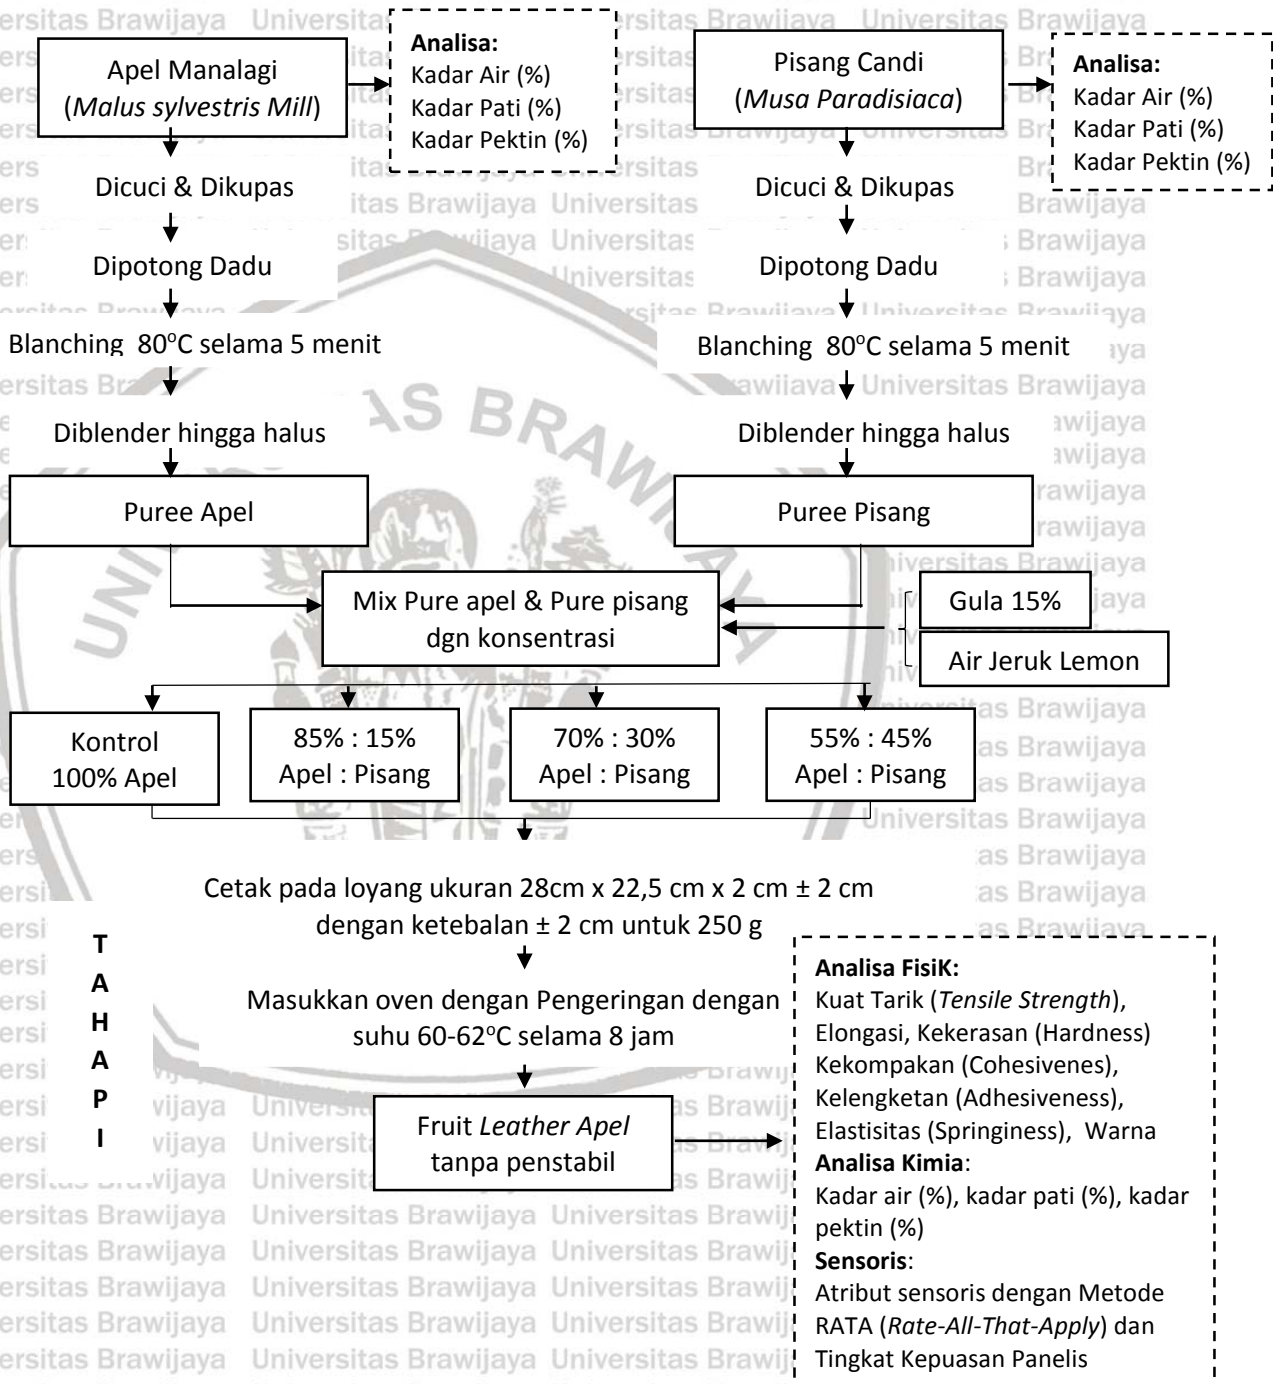 Apel Manalagi
(Malus sylvestris Mill)
Analisa:
Kadar Air (%)
Kadar Pati (%)
Kadar Pektin (%)
Pisang Candi
(Musa Paradisiaca)
Analisa:
Kadar Air (%)
Kadar Pati (%)
Kadar Pektin (%)
Dicuci & Dikupas
Dicuci & Dikupas
Dipotong Dadu
Dipotong Dadu
Blanching 80°C selama 5 menit
Blanching 80°C selama 5 menit
Diblender hingga halus
Diblender hingga halus
Puree Apel
Puree Pisang
Mix Pure apel & Pure pisang
dgn konsentrasi
Gula 15%
Air Jeruk Lemon
Kontrol
100% Apel
85% : 15%
Apel : Pisang
70% : 30%
Apel : Pisang
55% : 45%
Apel : Pisang
Cetak pada loyang ukuran 28cm x 22,5 cm x 2 cm ± 2 cm
dengan ketebalan ± 2 cm untuk 250 g
T
A
H
A
P
I
Masukkan oven dengan Pengeringan dengan
suhu 60-62°C selama 8 jam
Fruit Leather Apel
tanpa penstabil
Analisa FisiK:
Kuat Tarik (Tensile Strength),
Elongasi, Kekerasan (Hardness)
Kekompakan (Cohesivenes),
Kelengketan (Adhesiveness),
Elastisitas (Springiness), Warna
Analisa Kimia:
Kadar air (%), kadar pati (%), kadar
pektin (%)
Sensoris:
Atribut sensoris dengan Metode
RATA (Rate-All-That-Apply) dan
Tingkat Kepuasan Panelis